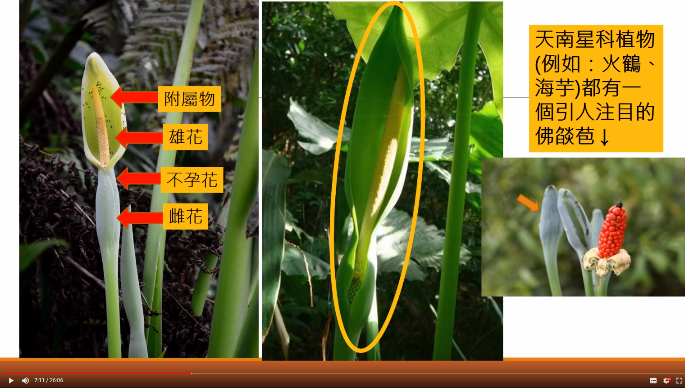 附屬物
雄花
不孕花
雌花
天南星科植物
(例如：火鶴、
海芋)都有一
個引人注目的
佛燄苞↓
7:11 / 26:06